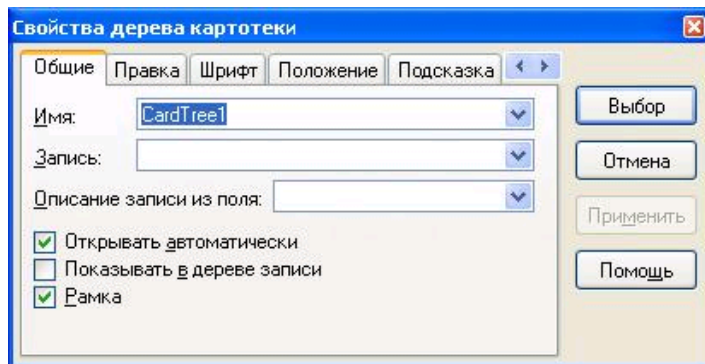 Свойства дерева картотеки
Общие Правка Шрифт Положение Подсказка
Имя: CardTree1
Выбор
Запись:
Отмена
Описание записи из поля:
Применить
Открывать автоматически
Показывать в дереве записи
Помощь
Рамка